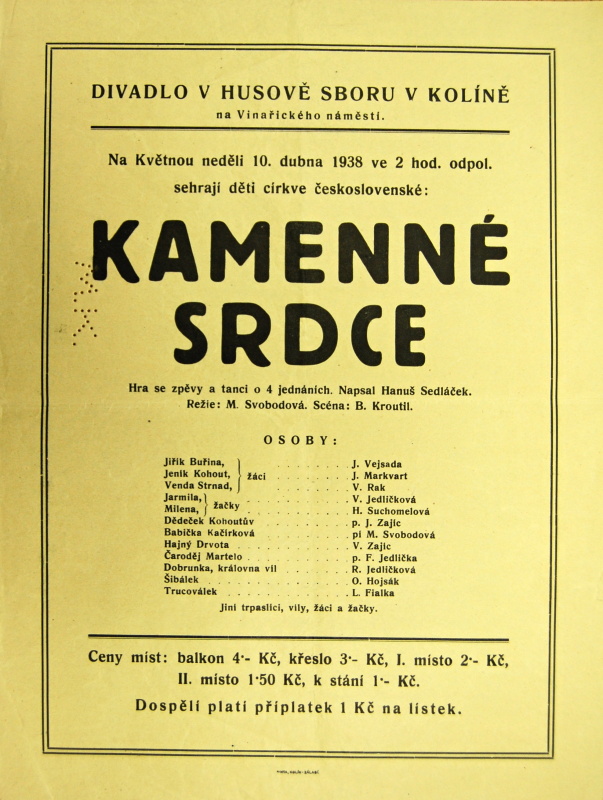 DIVADLO V HUSOVĚ SBORU V KOLÍNĚ
na Vinařického náměstí.
Na Květnou neděli 10. dubna 1938 ve 2 hod. odpol.
sehrají děti církve československé:
KAMENNÉ
SRDCE
Hra se zpěvy a tanci o 4 jednáních. Napsal Hanuš Sedláček.
Režie: M. Svobodová. Scéna: B. Kroutil.
OSOBY:
Jiřík Buřina, } žáci . . . . . . . J. Vejsada
Jeník Kohout, } žáci . . . . . . . J. Markvart
Venda Strnad, } žáci . . . . . . . V. Rak
Jarmila, } žačky . . . . . . . V. Jedličková
Milena, } žačky . . . . . . . H. Suchomelová
Dědeček Kohoutův . . . . . . . p. J. Zajíc
Babička Kačírková . . . . . . . pí M. Svobodová
Hajný Drvota . . . . . . . V. Zajíc
Čaroděj Martelo . . . . . . . p. F. Jedlička
Dobrunka, královna víl . . . . . R. Jedličková
Šibálek . . . . . . . O. Hojsák
Trucoválek . . . . . . . L. Fialka
Jiní trpaslíci, víly, žáci a žačky.
Ceny míst: balkon 4·- Kč, křeslo 3·- Kč, I. místo 2·- Kč,
II. místo 1·50 Kč, k stání 1·- Kč.
Dospělí platí příplatek 1 Kč na lístek.